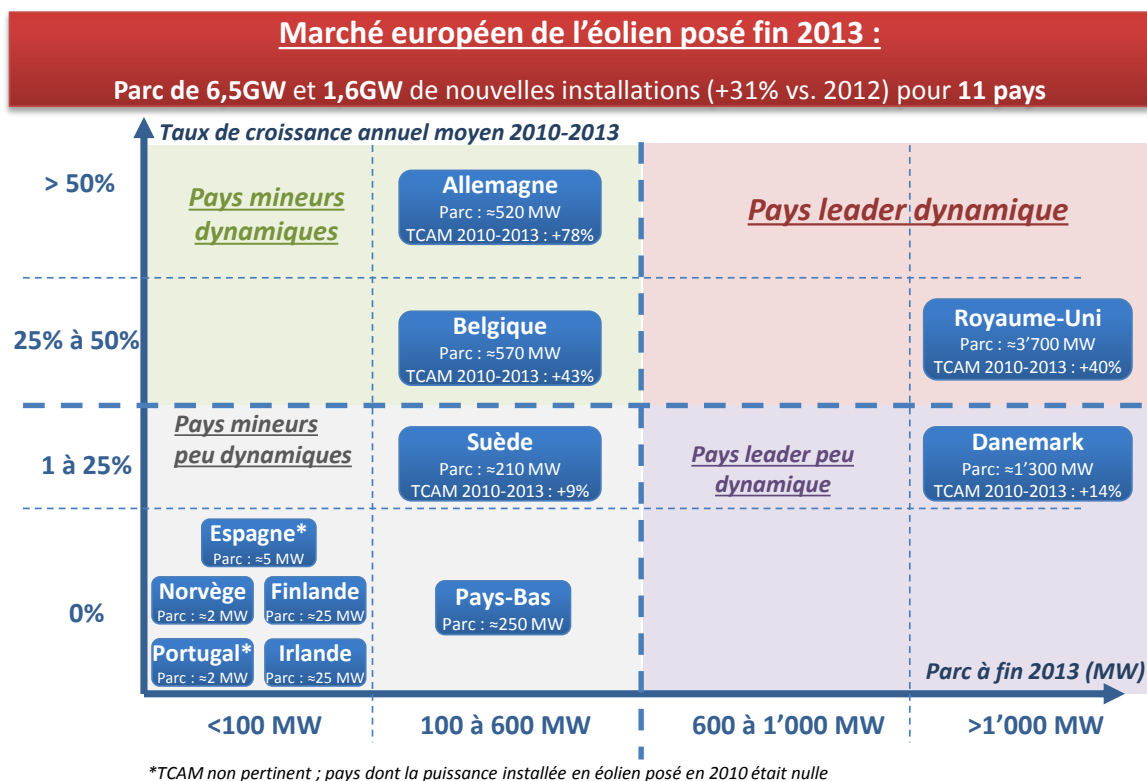 Marché européen de l’éolien posé fin 2013 :
Parc de 6,5GW et 1,6GW de nouvelles installations (+31% vs. 2012) pour 11 pays
Taux de croissance annuel moyen 2010-2013
> 50%
Pays mineurs
dynamiques
Allemagne
Parc : ≈520 MW
TCAM 2010-2013 : +78%
Pays leader dynamique
25% à 50%
Belgique
Parc : ≈570 MW
TCAM 2010-2013 : +43%
Royaume-Uni
Parc : ≈3’700 MW
TCAM 2010-2013 : +40%
1 à 25%
Pays mineurs
peu dynamiques
Suède
Parc : ≈210 MW
TCAM 2010-2013 : +9%
Pays leader peu
dynamique
Danemark
Parc: ≈1’300 MW
TCAM 2010-2013 : +14%
0%
Espagne*
Parc : ≈5 MW
Norvège
Parc : ≈2 MW
Finlande
Parc : ≈25 MW
Portugal*
Parc : ≈2 MW
Irlande
Parc : ≈25 MW
Pays-Bas
Parc : ≈250 MW
Parc à fin 2013 (MW)
<100 MW
100 à 600 MW
600 à 1’000 MW
>1’000 MW
*TCAM non pertinent ; pays dont la puissance installée en éolien posé en 2010 était nulle